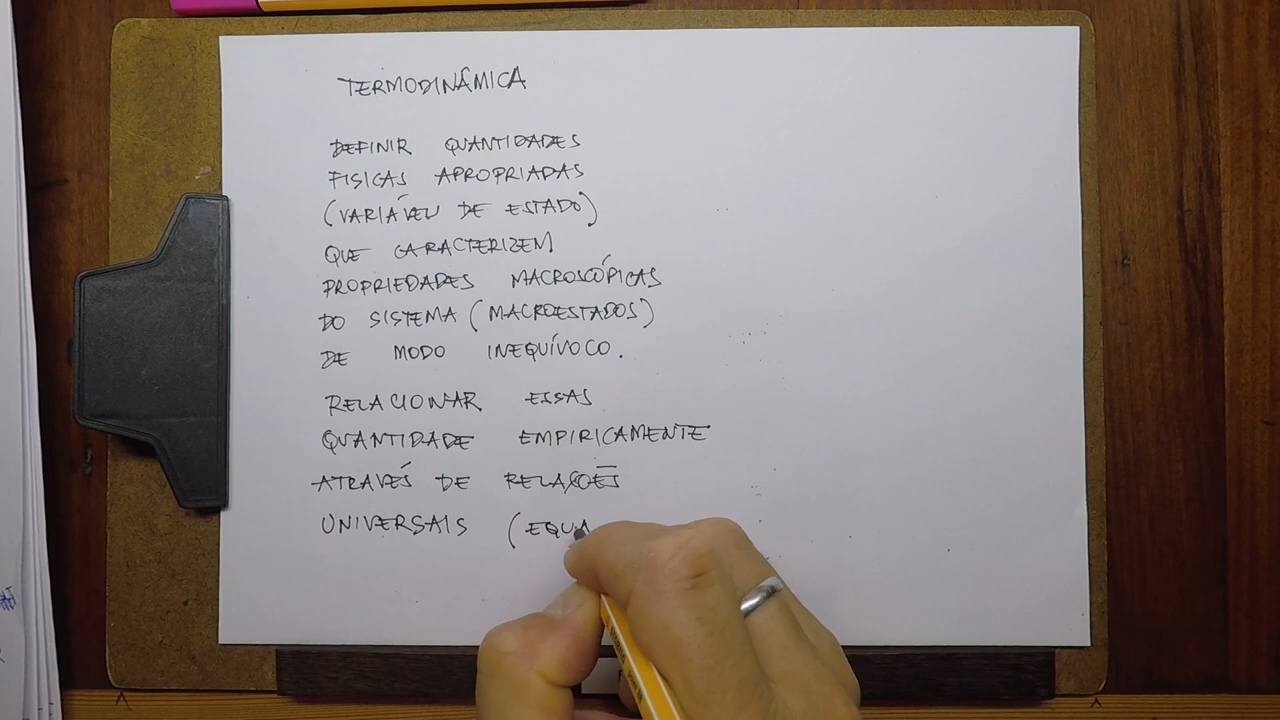 TERMODINÂMICA
DEFINIR QUANTIDADES
FISICAS APROPRIADAS
(VARIÁVEU DE ESTADO)
QUE CARACTERIZEM
PROPRIEDADES MACROSCÓPICAS
DO SISTEMA (MACROESTADOS)
DE MODO INEQUÍVOCO.
RELACIONAR ESSAS
QUANTIDADE EMPIRICAMENTE
ATRAVÉS DE RELAÇÕES
UNIVERSAIS (EQUA